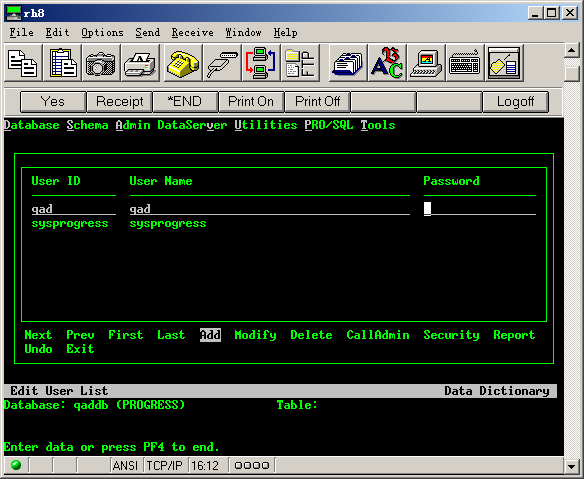 rh8
File Edit Options Send Receive Window Help
Yes Receipt *END Print On Print Off Logoff
Database Schema Admin DataServer Utilities PRO/SQL Tools
User ID User Name Password
qad qad
sysprogress sysprogress
Next Prev First Last Add Modify Delete CallAdmin Security Report
Undo Exit
Edit User List Data Dictionary
Database: qaddb (PROGRESS) Table:
Enter data or press PF4 to end.
ANSI TCP/IP 16:12